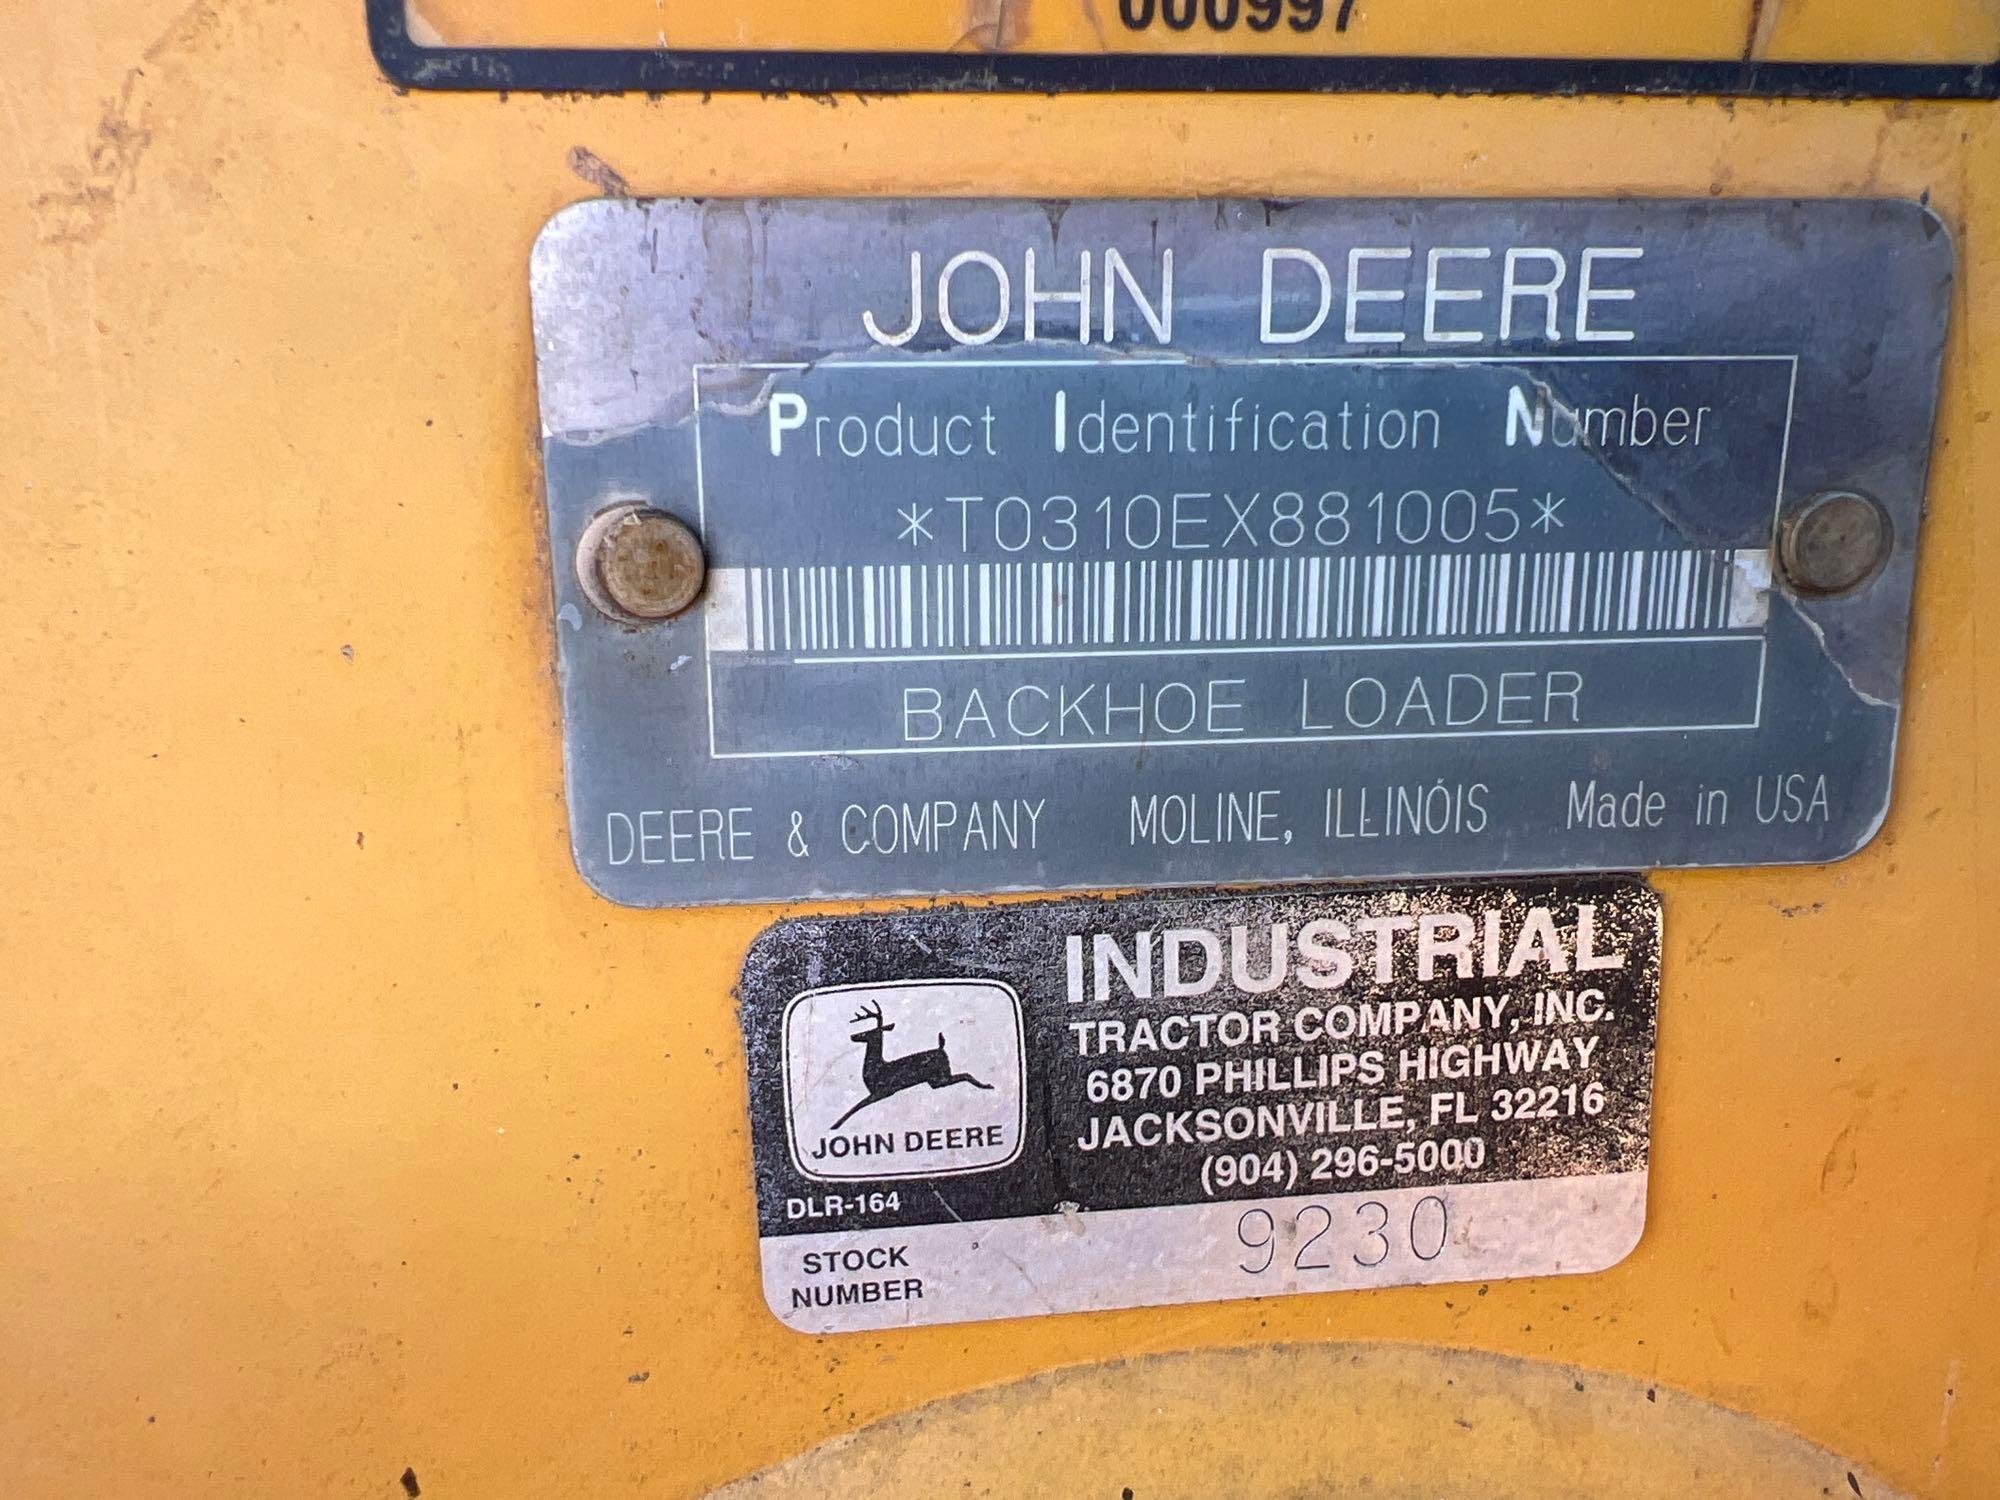 000997
JOHN DEERE
Product Identification Number
*T0310EX881005*
BACKHOE LOADER
DEERE & COMPANY MOLINE, ILLINOIS Made in USA
INDUSTRIAL
TRACTOR COMPANY, INC.
6870 PHILLIPS HIGHWAY
JACKSONVILLE, FL 32216
(904) 296-5000
JOHN DEERE
DLR-164
STOCK
NUMBER
9230